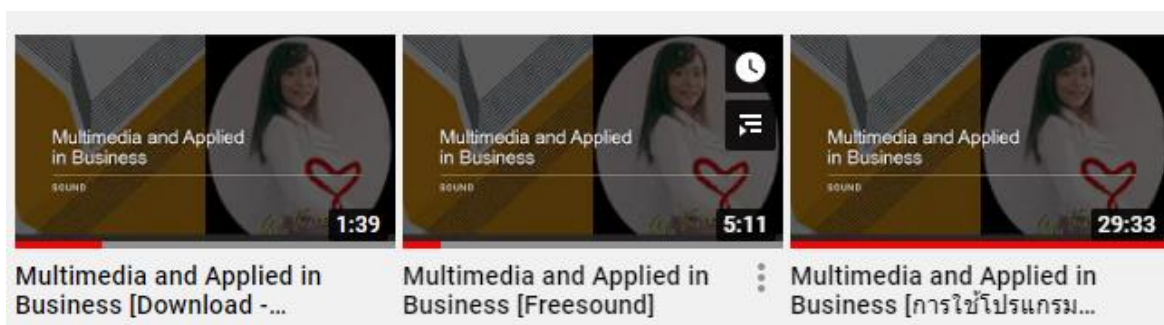 Multimedia and Applied
in Business
SOUND
1:39
Multimedia and Applied in
Business [Download -...
Multimedia and Applied
in Business
SOUND
5:11
Multimedia and Applied in
Business [Freesound]
Multimedia and Applied
in Business
SOUND
29:33
Multimedia and Applied in
Business [การใช้โปรแกรม...